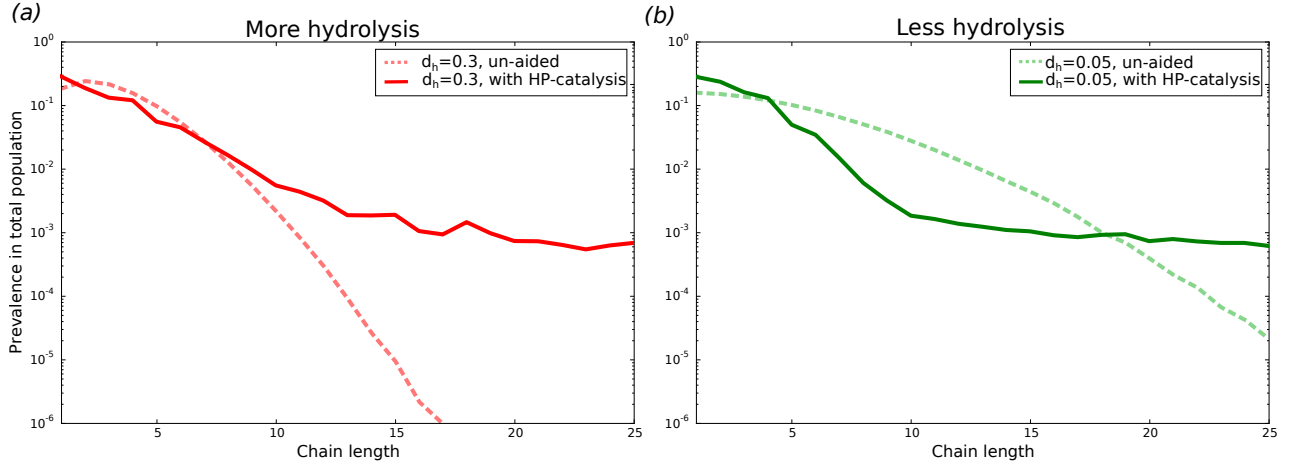 (a)
More hydrolysis
d_h=0.3, un-aided
d_h=0.3, with HP-catalysis
Prevalence in total population
10^0
10^-1
10^-2
10^-3
10^-4
10^-5
10^-6
5
10
15
20
25
Chain length
(b)
Less hydrolysis
d_h=0.05, un-aided
d_h=0.05, with HP-catalysis
10^0
10^-1
10^-2
10^-3
10^-4
10^-5
10^-6
5
10
15
20
25
Chain length